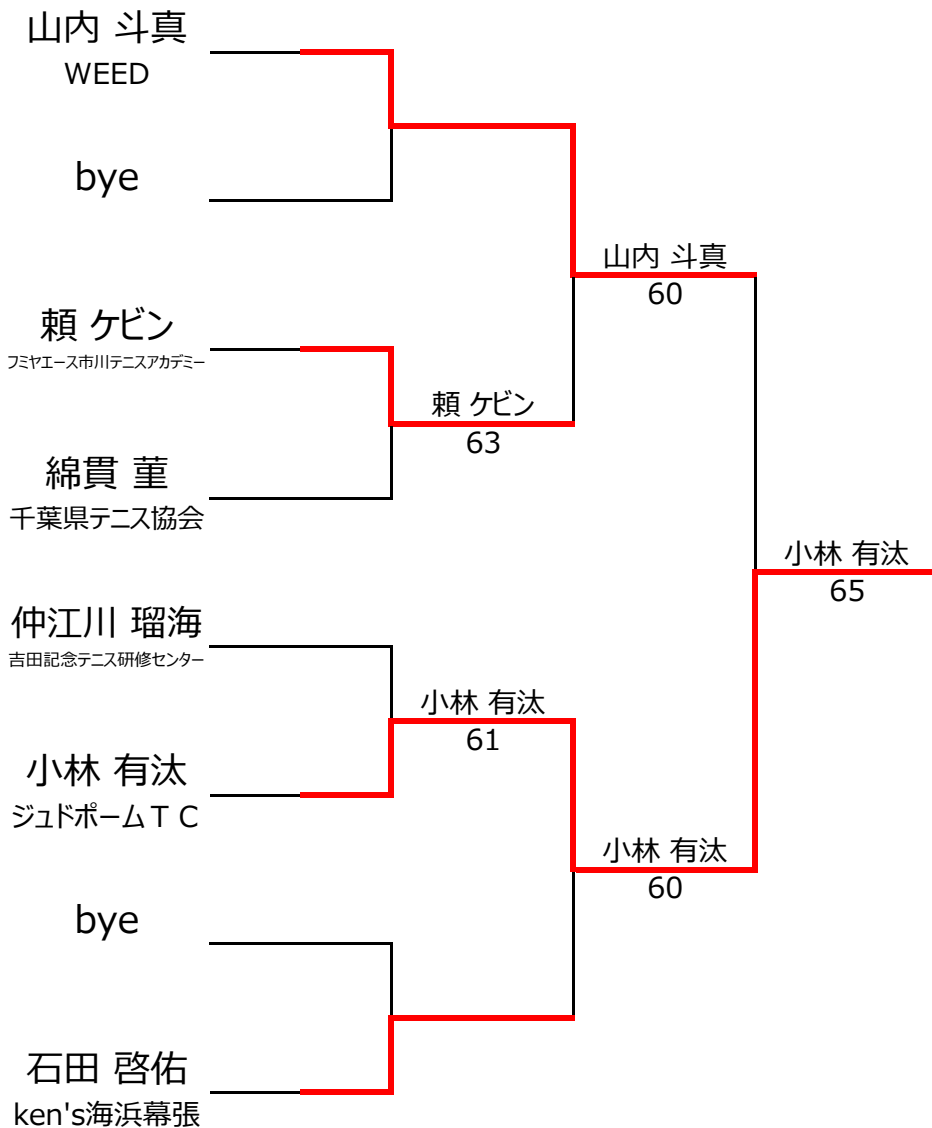 山内 斗真
WEED
bye
頼 ケビン
フミヤエース市川テニスアカデミー
綿貫 菫
千葉県テニス協会
仲江川 瑠海
吉田記念テニス研修センター
小林 有汰
ジュドポームＴＣ
bye
石田 啓佑
ken's海浜幕張
頼 ケビン
63
小林 有汰
61
山内 斗真
60
小林 有汰
60
小林 有汰
65